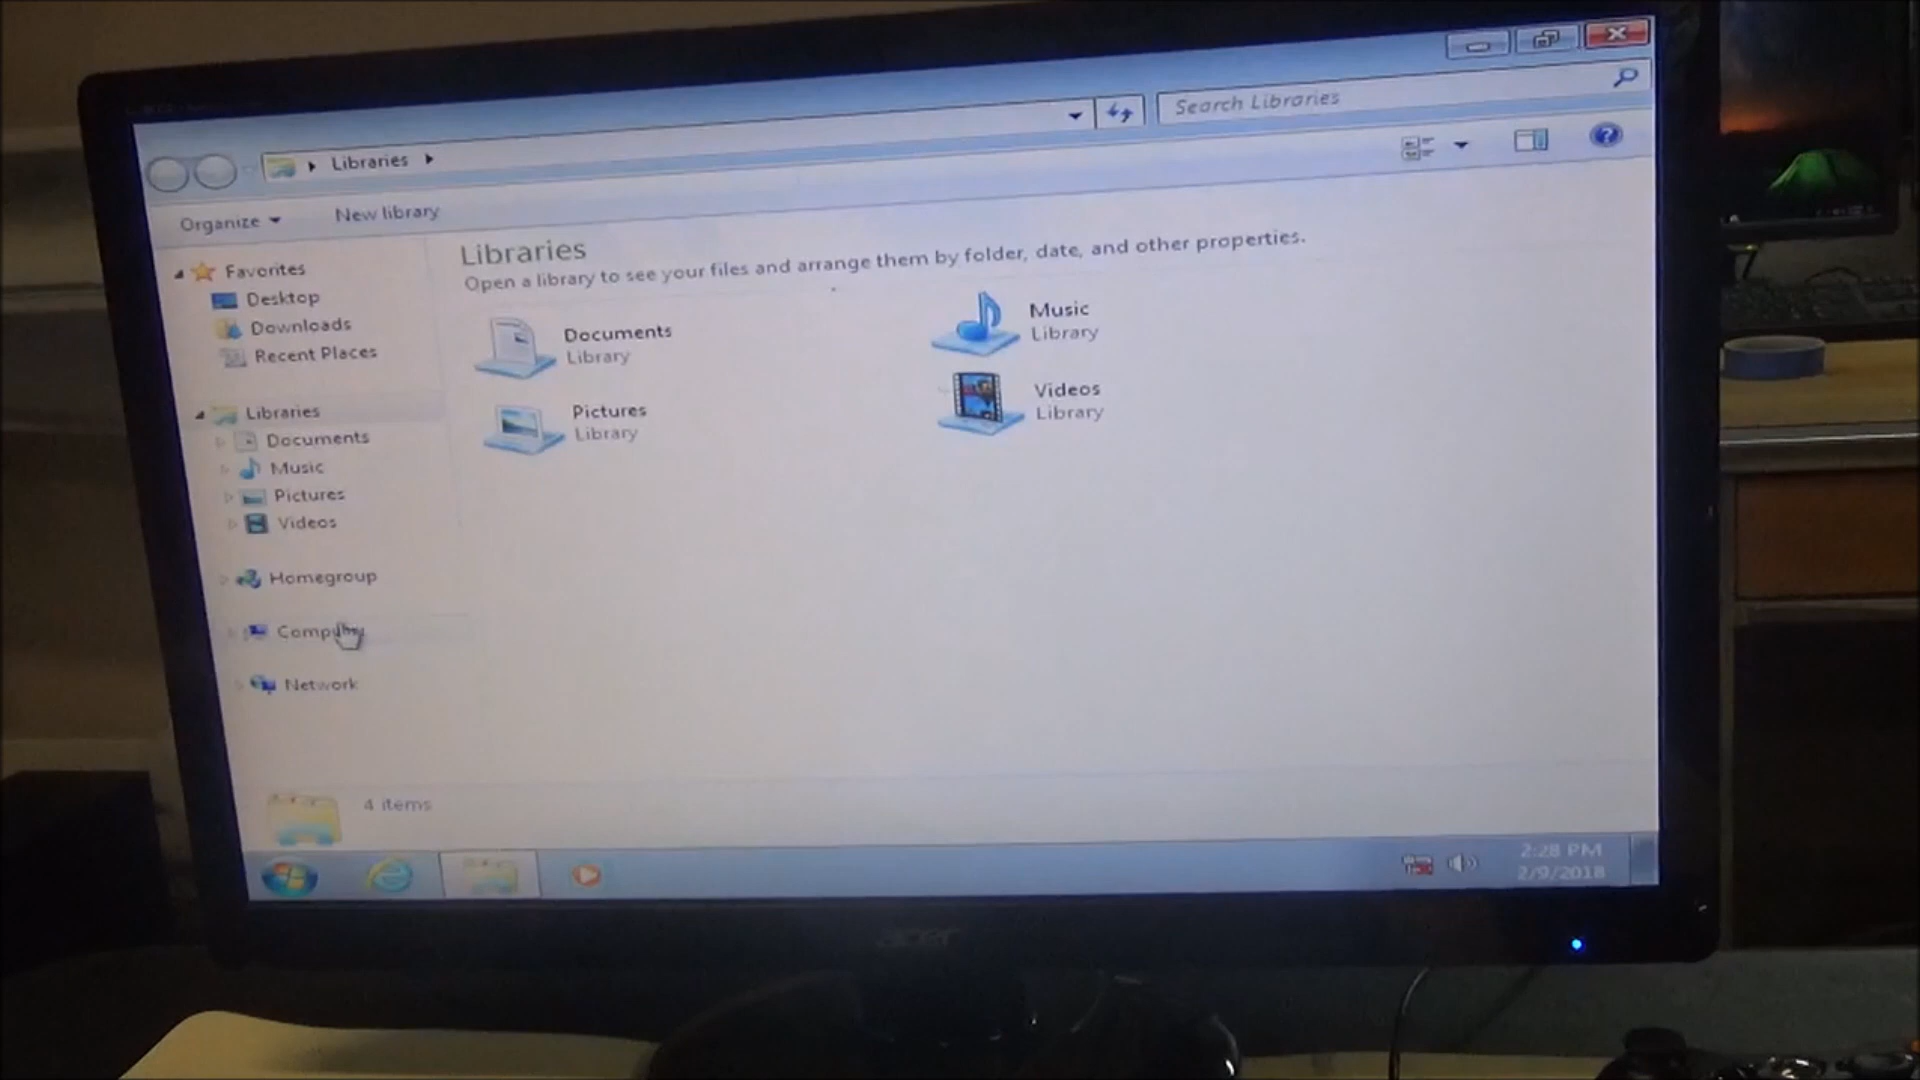 Search Libraries
Libraries
Organize
New library
Libraries
Open a library to see your files and arrange them by folder, date, and other properties.
Favorites
Desktop
Downloads
Recent Places
Libraries
Documents
Music
Pictures
Videos
Homegroup
Computer
Network
Documents
Library
Music
Library
Pictures
Library
Videos
Library
4 items
2:28 PM
2/9/2018
acer